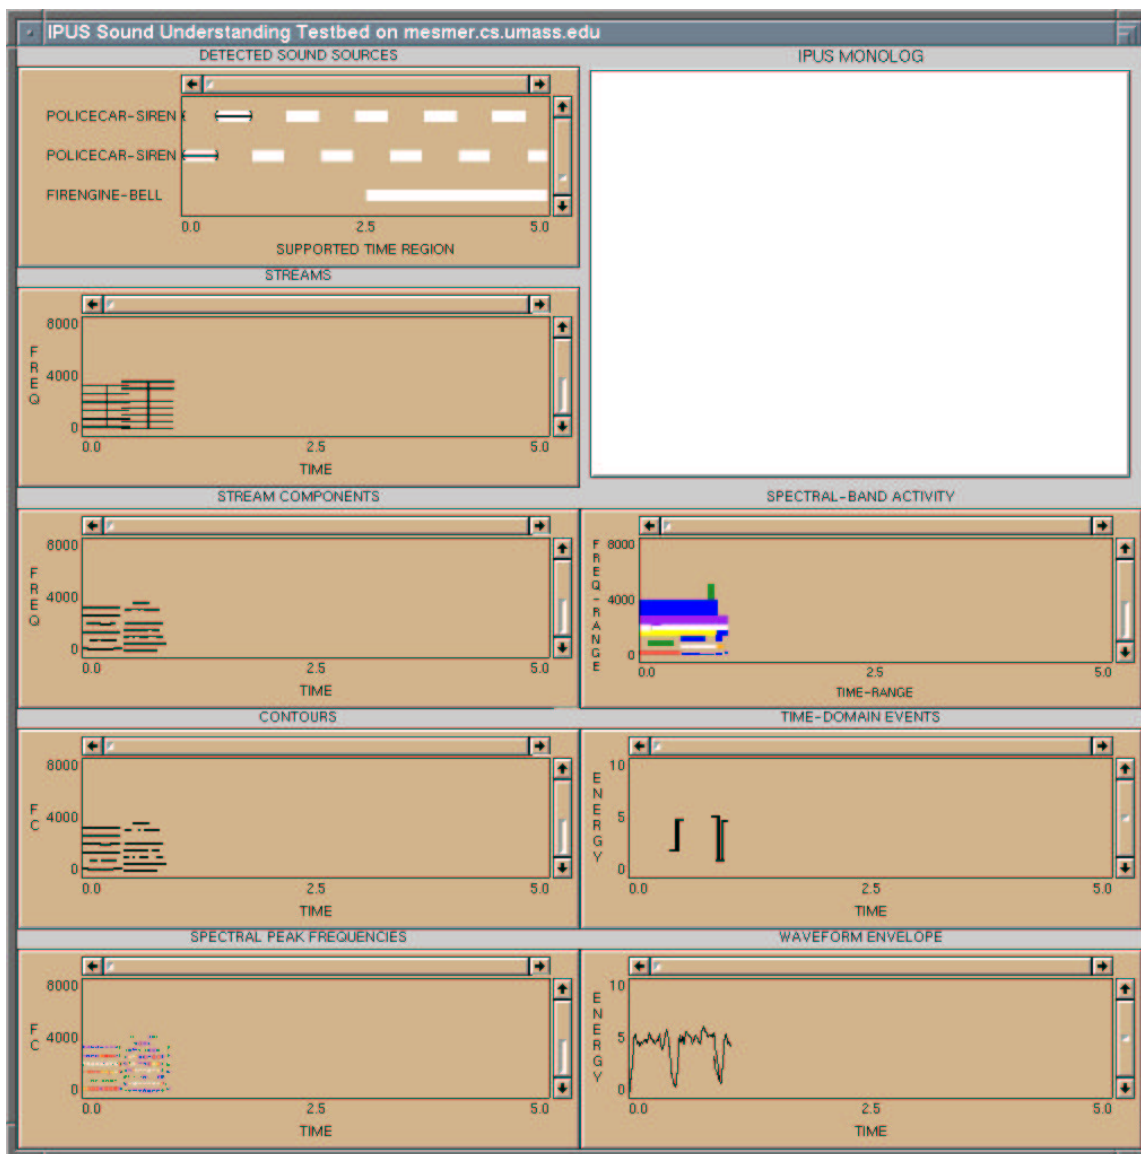 IPUS Sound Understanding Testbed on mesmer.cs.umass.edu
DETECTED SOUND SOURCES
POLICECAR-SIREN
POLICECAR-SIREN
FIRENGINE-BELL
0.0 2.5 5.0
SUPPORTED TIME REGION
IPUS MONOLOG
STREAMS
FREQ
8000
4000
0
0.0 2.5 5.0
TIME
STREAM COMPONENTS
FREQ
8000
4000
0
0.0 2.5 5.0
TIME
SPECTRAL-BAND ACTIVITY
FREQ-RANGE
8000
4000
0
0.0 2.5 5.0
TIME-RANGE
CONTOURS
FC
8000
4000
0
0.0 2.5 5.0
TIME
TIME-DOMAIN EVENTS
ENERGY
10
5
0
0.0 2.5 5.0
TIME
SPECTRAL PEAK FREQUENCIES
FC
8000
4000
0
0.0 2.5 5.0
TIME
WAVEFORM ENVELOPE
ENERGY
10
5
0
0.0 2.5 5.0
TIME